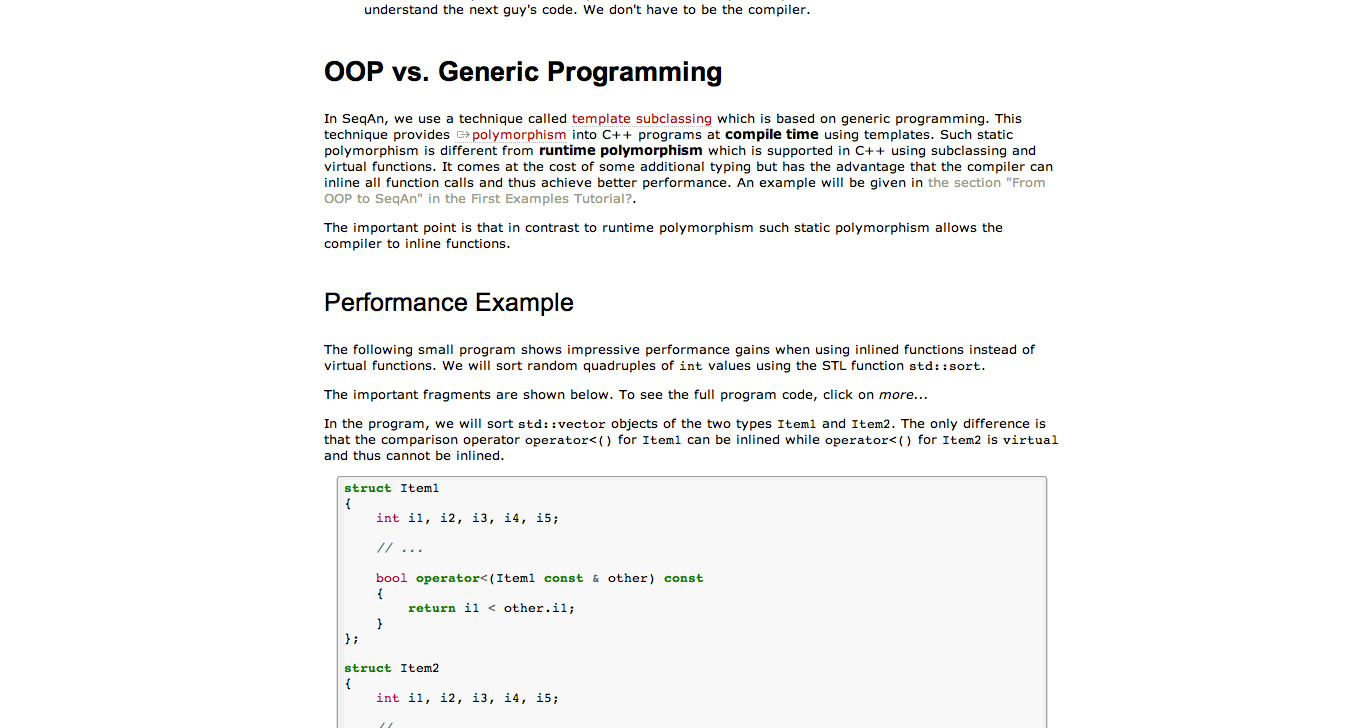 understand the next guy's code. We don't have to be the compiler.
OOP vs. Generic Programming
In SeqAn, we use a technique called template subclassing which is based on generic programming. This
technique provides polymorphism into C++ programs at compile time using templates. Such static
polymorphism is different from runtime polymorphism which is supported in C++ using subclassing and
virtual functions. It comes at the cost of some additional typing but has the advantage that the compiler can
inline all function calls and thus achieve better performance. An example will be given in the section "From
OOP to SeqAn" in the First Examples Tutorial?.
The important point is that in contrast to runtime polymorphism such static polymorphism allows the
compiler to inline functions.
Performance Example
The following small program shows impressive performance gains when using inlined functions instead of
virtual functions. We will sort random quadruples of int values using the STL function std::sort.
The important fragments are shown below. To see the full program code, click on more...
In the program, we will sort std::vector objects of the two types Item1 and Item2. The only difference is
that the comparison operator operator<() for Item1 can be inlined while operator<() for Item2 is virtual
and thus cannot be inlined.
struct Item1
{
    int i1, i2, i3, i4, i5;
    // ...
    bool operator<(Item1 const & other) const
    {
        return i1 < other.i1;
    }
};
struct Item2
{
    int i1, i2, i3, i4, i5;
    //